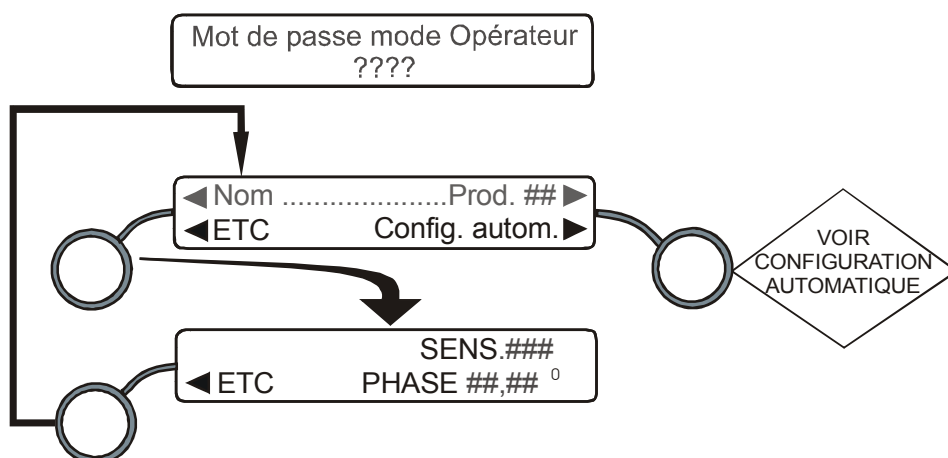 Mot de passe mode Opérateur
????
◀ Nom .....................Prod. ## ▶
◀ ETC Config. autom. ▶
VOIR
CONFIGURATION
AUTOMATIQUE
SENS.###
◀ ETC PHASE ##,## ⁰